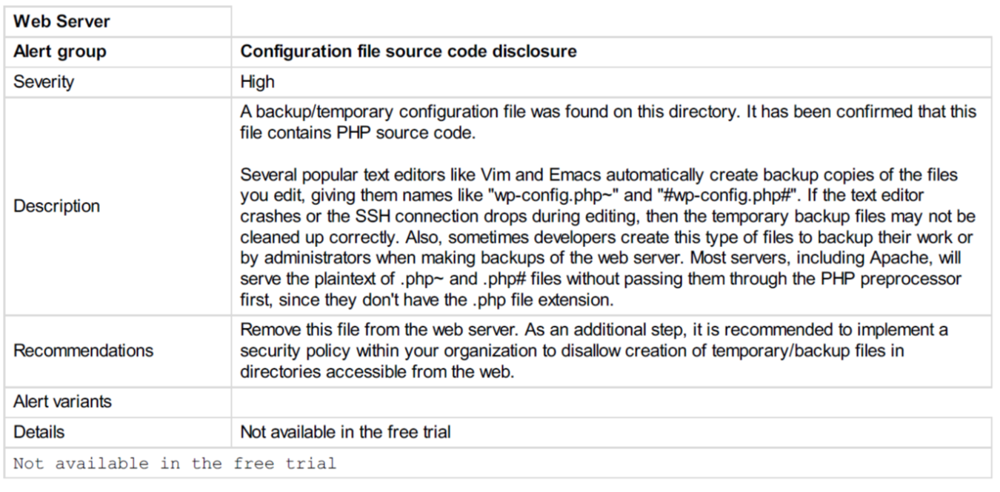 Web Server
Alert group
Configuration file source code disclosure
Severity
High
Description
A backup/temporary configuration file was found on this directory. It has been confirmed that this
file contains PHP source code.
Several popular text editors like Vim and Emacs automatically create backup copies of the files
you edit, giving them names like "wp-config.php~" and "#wp-config.php#". If the text editor
crashes or the SSH connection drops during editing, then the temporary backup files may not be
cleaned up correctly. Also, sometimes developers create this type of files to backup their work or
by administrators when making backups of the web server. Most servers, including Apache, will
serve the plaintext of .php~ and .php# files without passing them through the PHP preprocessor
first, since they don't have the .php file extension.
Recommendations
Remove this file from the web server. As an additional step, it is recommended to implement a
security policy within your organization to disallow creation of temporary/backup files in
directories accessible from the web.
Alert variants
Details
Not available in the free trial
Not available in the free trial